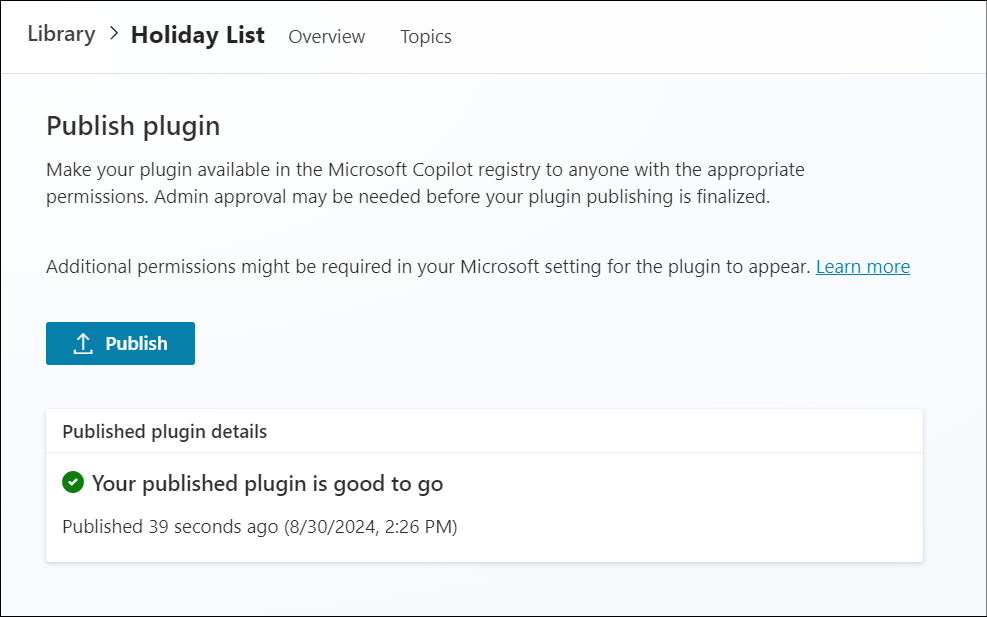 Library > Holiday List Overview Topics
Publish plugin
Make your plugin available in the Microsoft Copilot registry to anyone with the appropriate
permissions. Admin approval may be needed before your plugin publishing is finalized.
Additional permissions might be required in your Microsoft setting for the plugin to appear. Learn more
Publish
Published plugin details
Your published plugin is good to go
Published 39 seconds ago (8/30/2024, 2:26 PM)